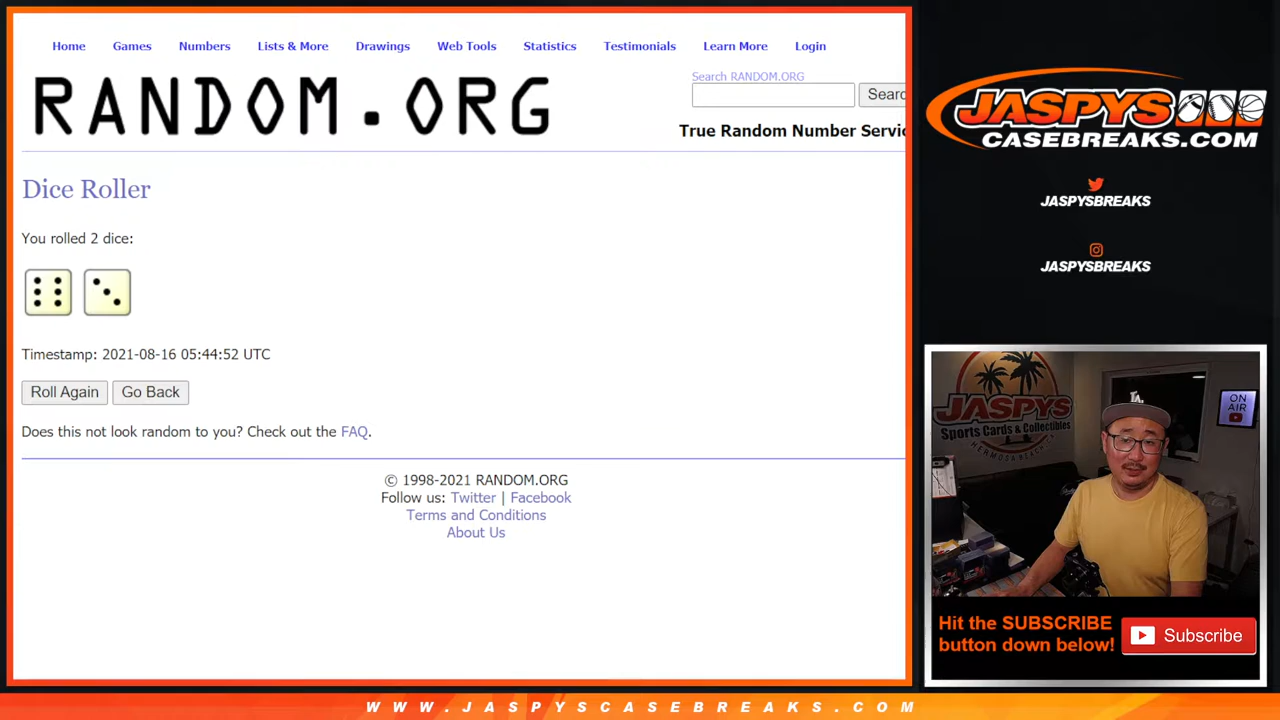 Home Games Numbers Lists & More Drawings Web Tools Statistics Testimonials Learn More Login
RANDOM.ORG
Search RANDOM.ORG
Searc
True Random Number Servic
Dice Roller
You rolled 2 dice:
Timestamp: 2021-08-16 05:44:52 UTC
Roll Again Go Back
Does this not look random to you? Check out the FAQ.
© 1998-2021 RANDOM.ORG
Follow us: Twitter | Facebook
Terms and Conditions
About Us
JASPYS
CASEBREAKS.COM
JASPYSBREAKS
JASPYSBREAKS
JASPYS
Sports Cards & Collectibles
HERMOSA BEACH
ON
AIR
LA
Hit the SUBSCRIBE
button down below!
Subscribe
WWW.JASPYSCASEBREAKS.COM